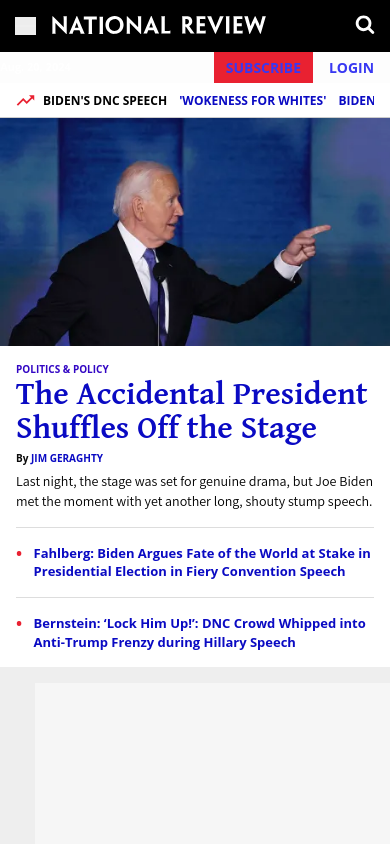 NATIONAL REVIEW
SUBSCRIBE LOGIN
BIDEN'S DNC SPEECH 'WOKENESS FOR WHITES' BIDEN
POLITICS & POLICY
The Accidental President
Shuffles Off the Stage
By JIM GERAGHTY
Last night, the stage was set for genuine drama, but Joe Biden
met the moment with yet another long, shouty stump speech.
Fahlberg: Biden Argues Fate of the World at Stake in
Presidential Election in Fiery Convention Speech
Bernstein: ‘Lock Him Up!’: DNC Crowd Whipped into
Anti-Trump Frenzy during Hillary Speech